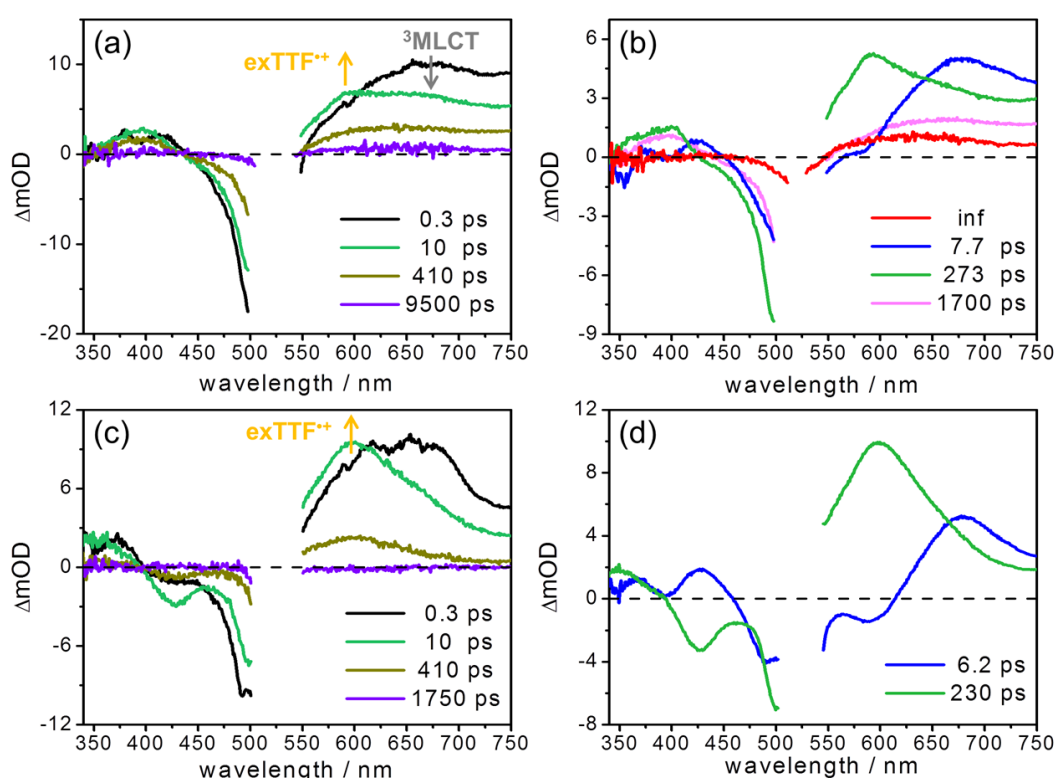 (a)
exTTF•+
³MLCT
ΔmOD
10
0
-10
-20
0.3 ps
10 ps
410 ps
9500 ps
350 400 450 500 550 600 650 700 750
wavelength / nm
(b)
ΔmOD
6
3
0
-3
-6
-9
inf
7.7 ps
273 ps
1700 ps
350 400 450 500 550 600 650 700 750
wavelength / nm
(c)
exTTF•+
ΔmOD
12
6
0
-6
-12
0.3 ps
10 ps
410 ps
1750 ps
350 400 450 500 550 600 650 700 750
wavelength / nm
(d)
ΔmOD
12
8
4
0
-4
-8
6.2 ps
230 ps
350 400 450 500 550 600 650 700 750
wavelength / nm